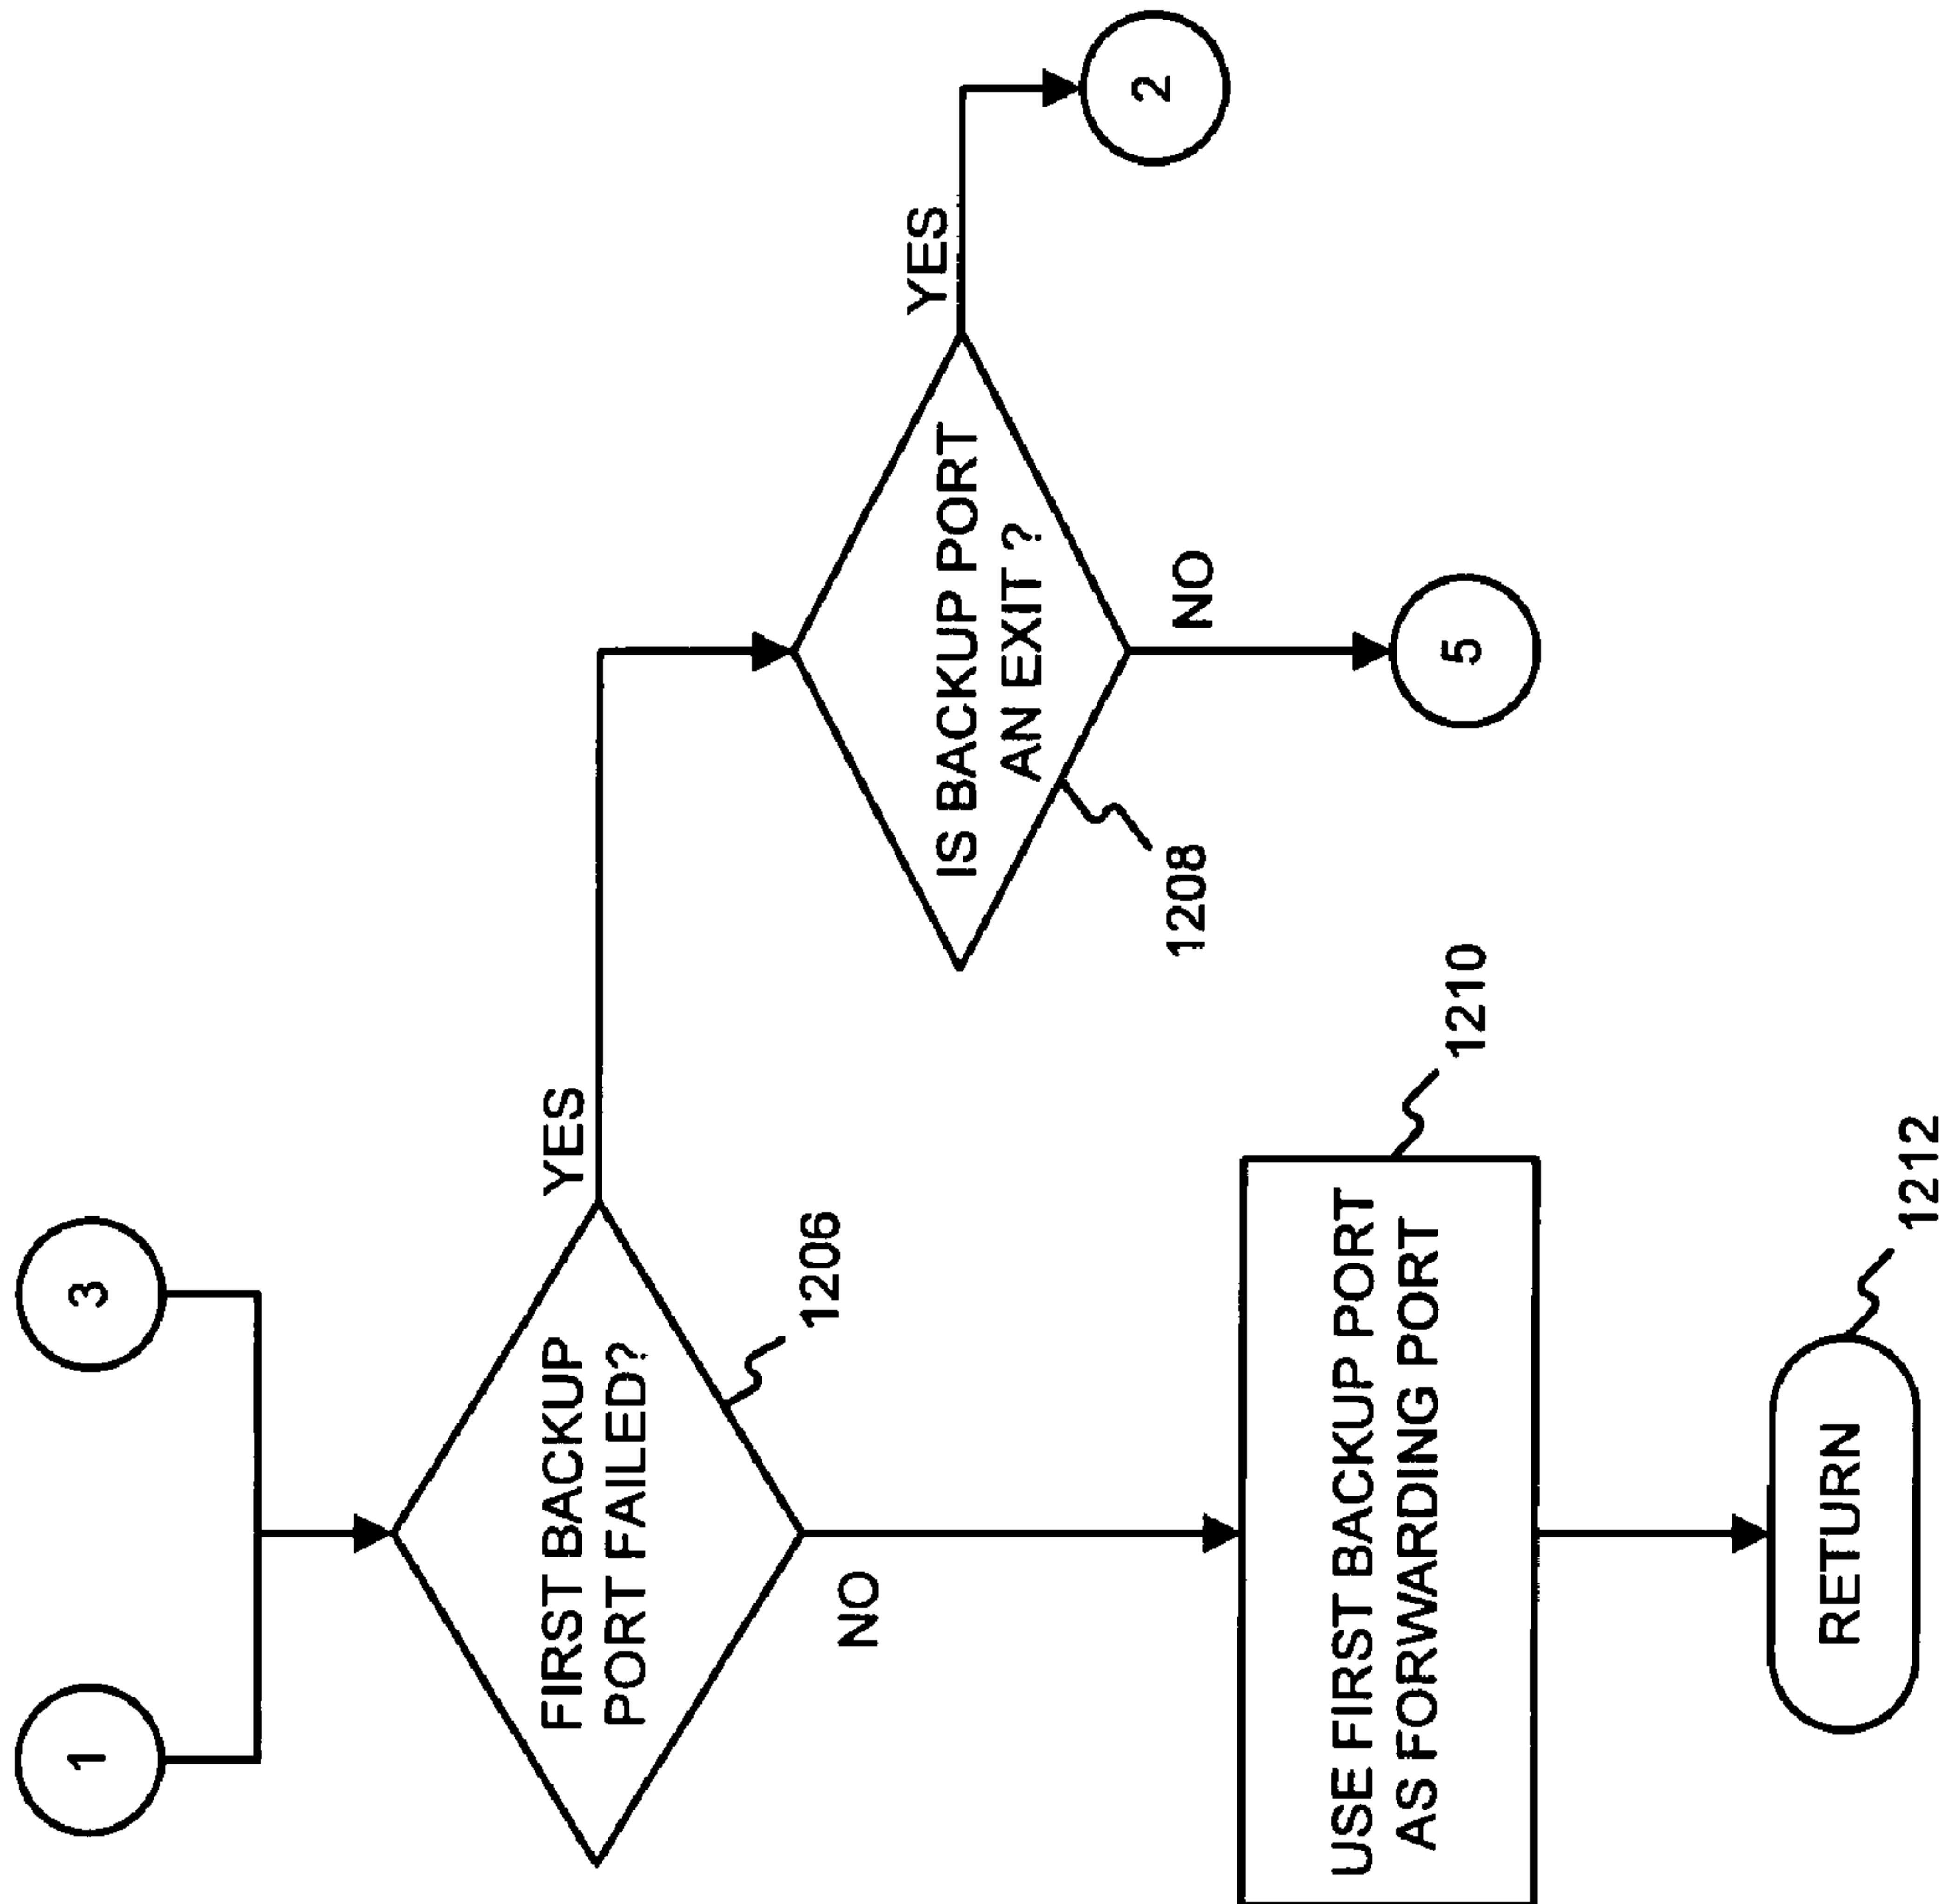 1
3
FIRST BACKUP
PORT FAILED?
YES
1206
NO
IS BACKUP PORT
AN EXIT ?
YES
2
1208
NO
5
USE FIRST BACKUP PORT
AS FORWARDING PORT
1210
RETURN
1212